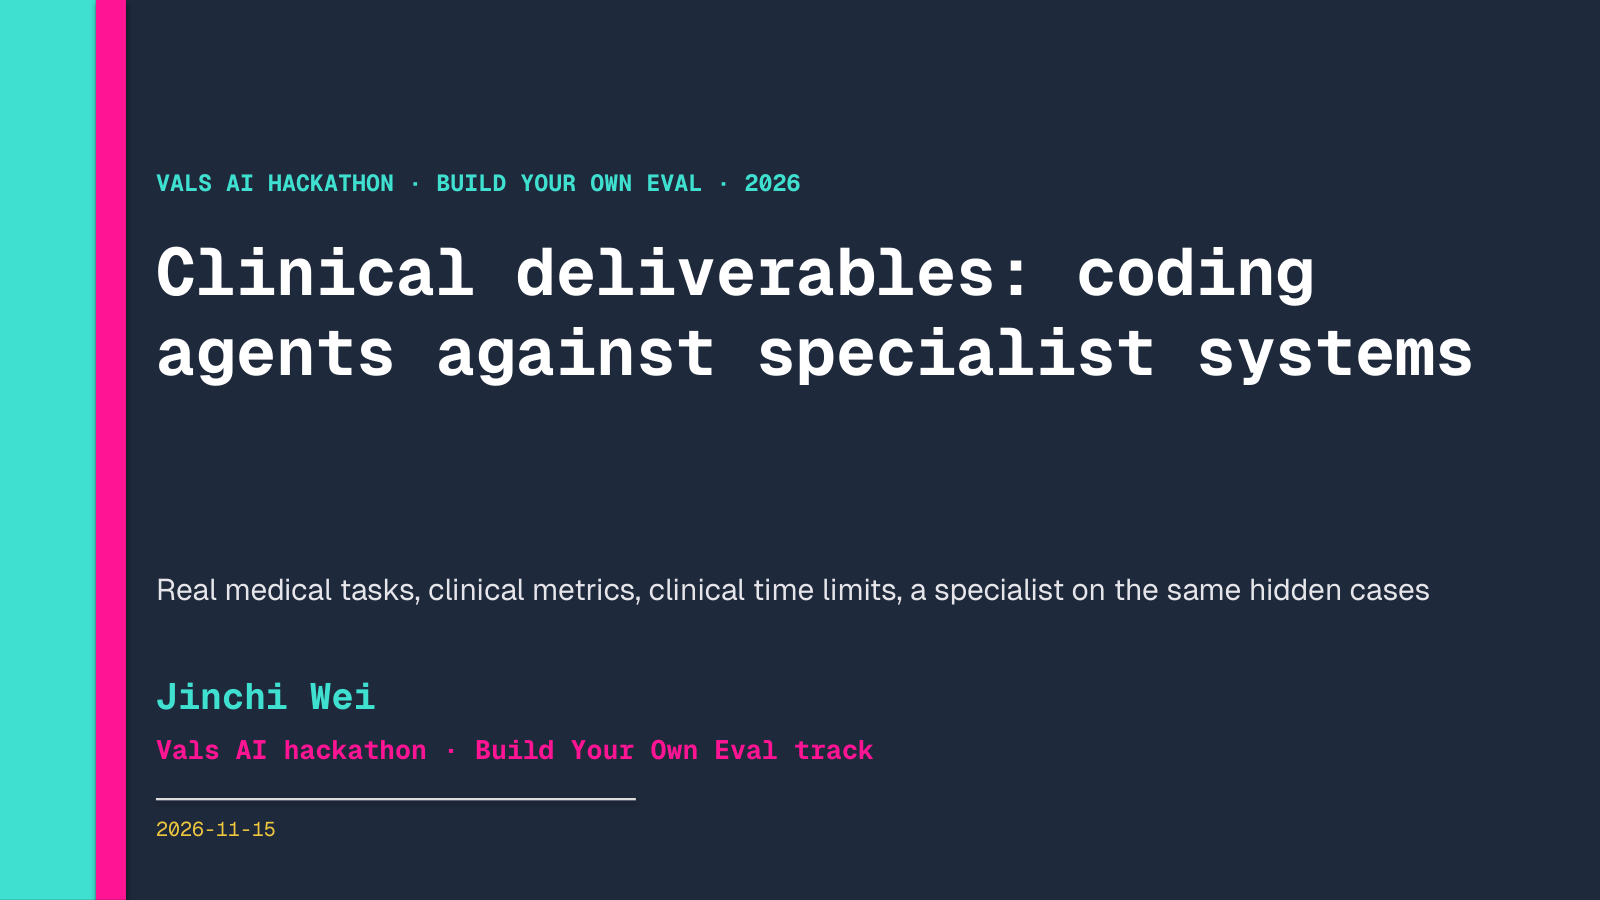 VALS AI HACKATHON · BUILD YOUR OWN EVAL · 2026
Clinical deliverables: coding
agents against specialist systems
Real medical tasks, clinical metrics, clinical time limits, a specialist on the same hidden cases
Jinchi Wei
Vals AI hackathon · Build Your Own Eval track
2026-11-15